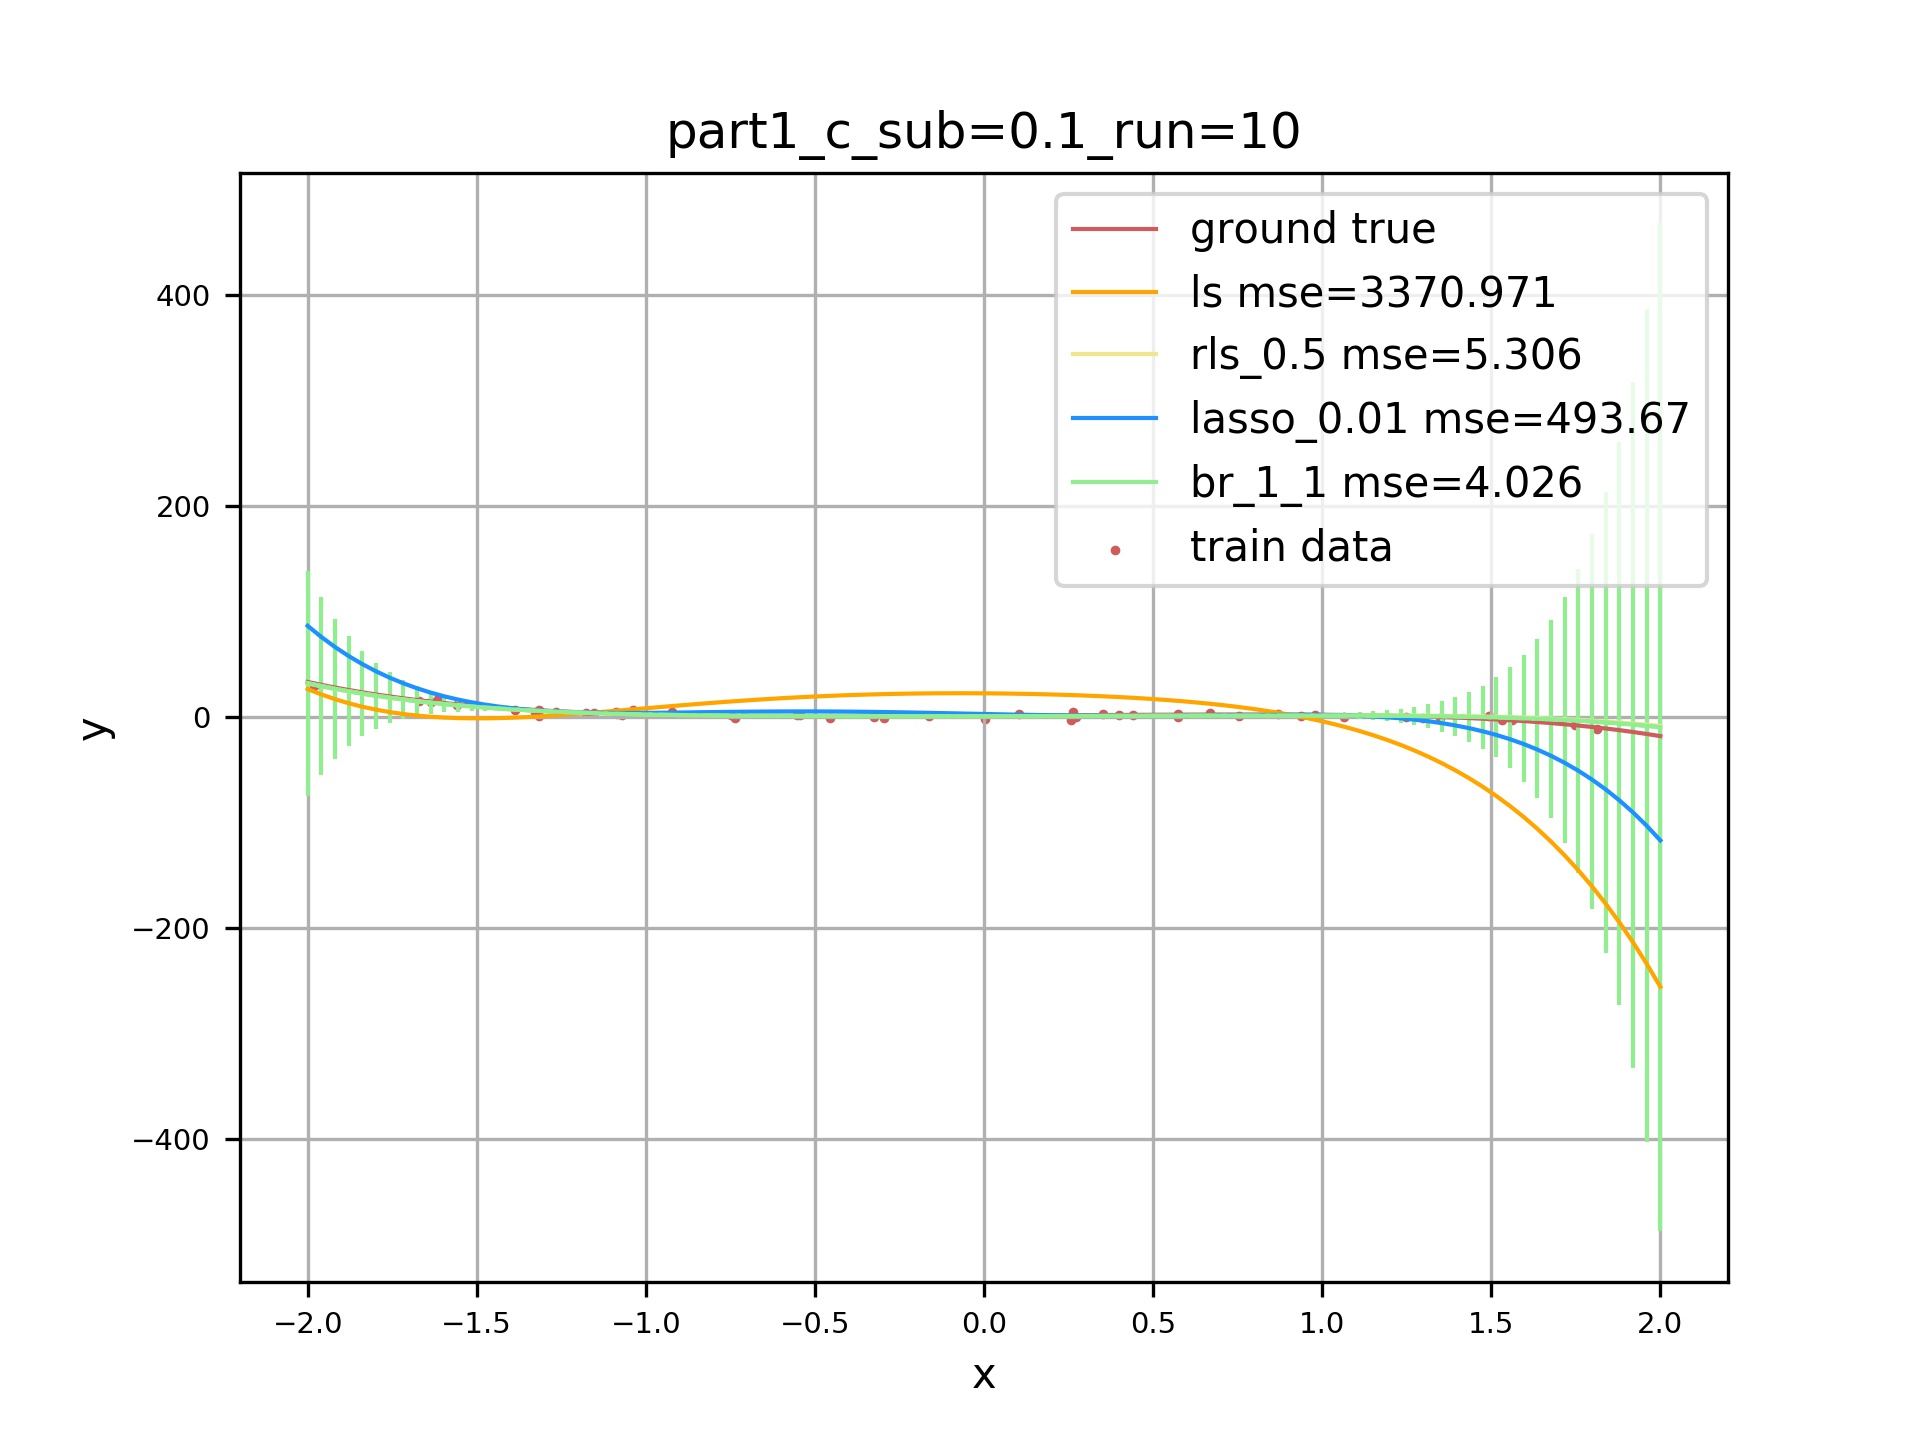 part1_c_sub=0.1_run=10
ground true
ls mse=3370.971
rls_0.5 mse=5.306
lasso_0.01 mse=493.67
br_1_1 mse=4.026
train data
400
200
0
−200
−400
y
−2.0 −1.5 −1.0 −0.5 0.0 0.5 1.0 1.5 2.0
x